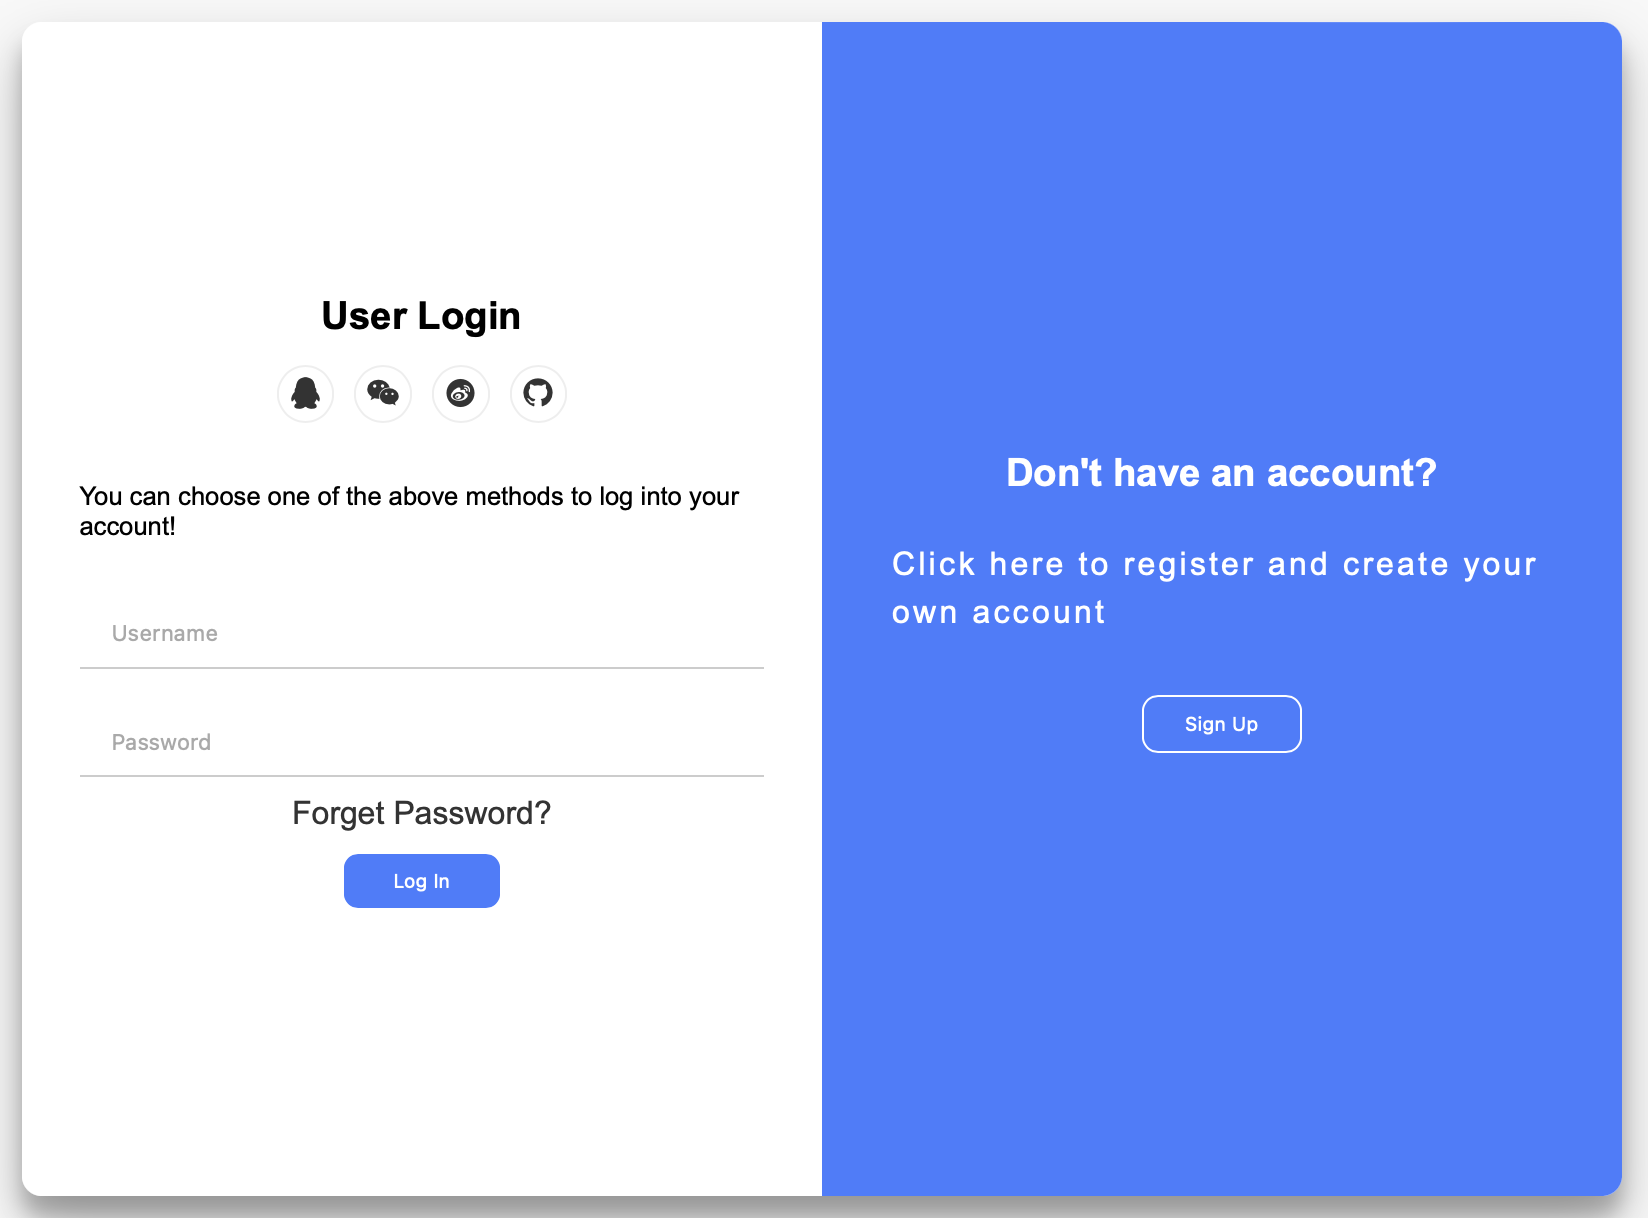 User Login
You can choose one of the above methods to log into your
account!
Username
Password
Forget Password?
Log In
Don't have an account?
Click here to register and create your
own account
Sign Up